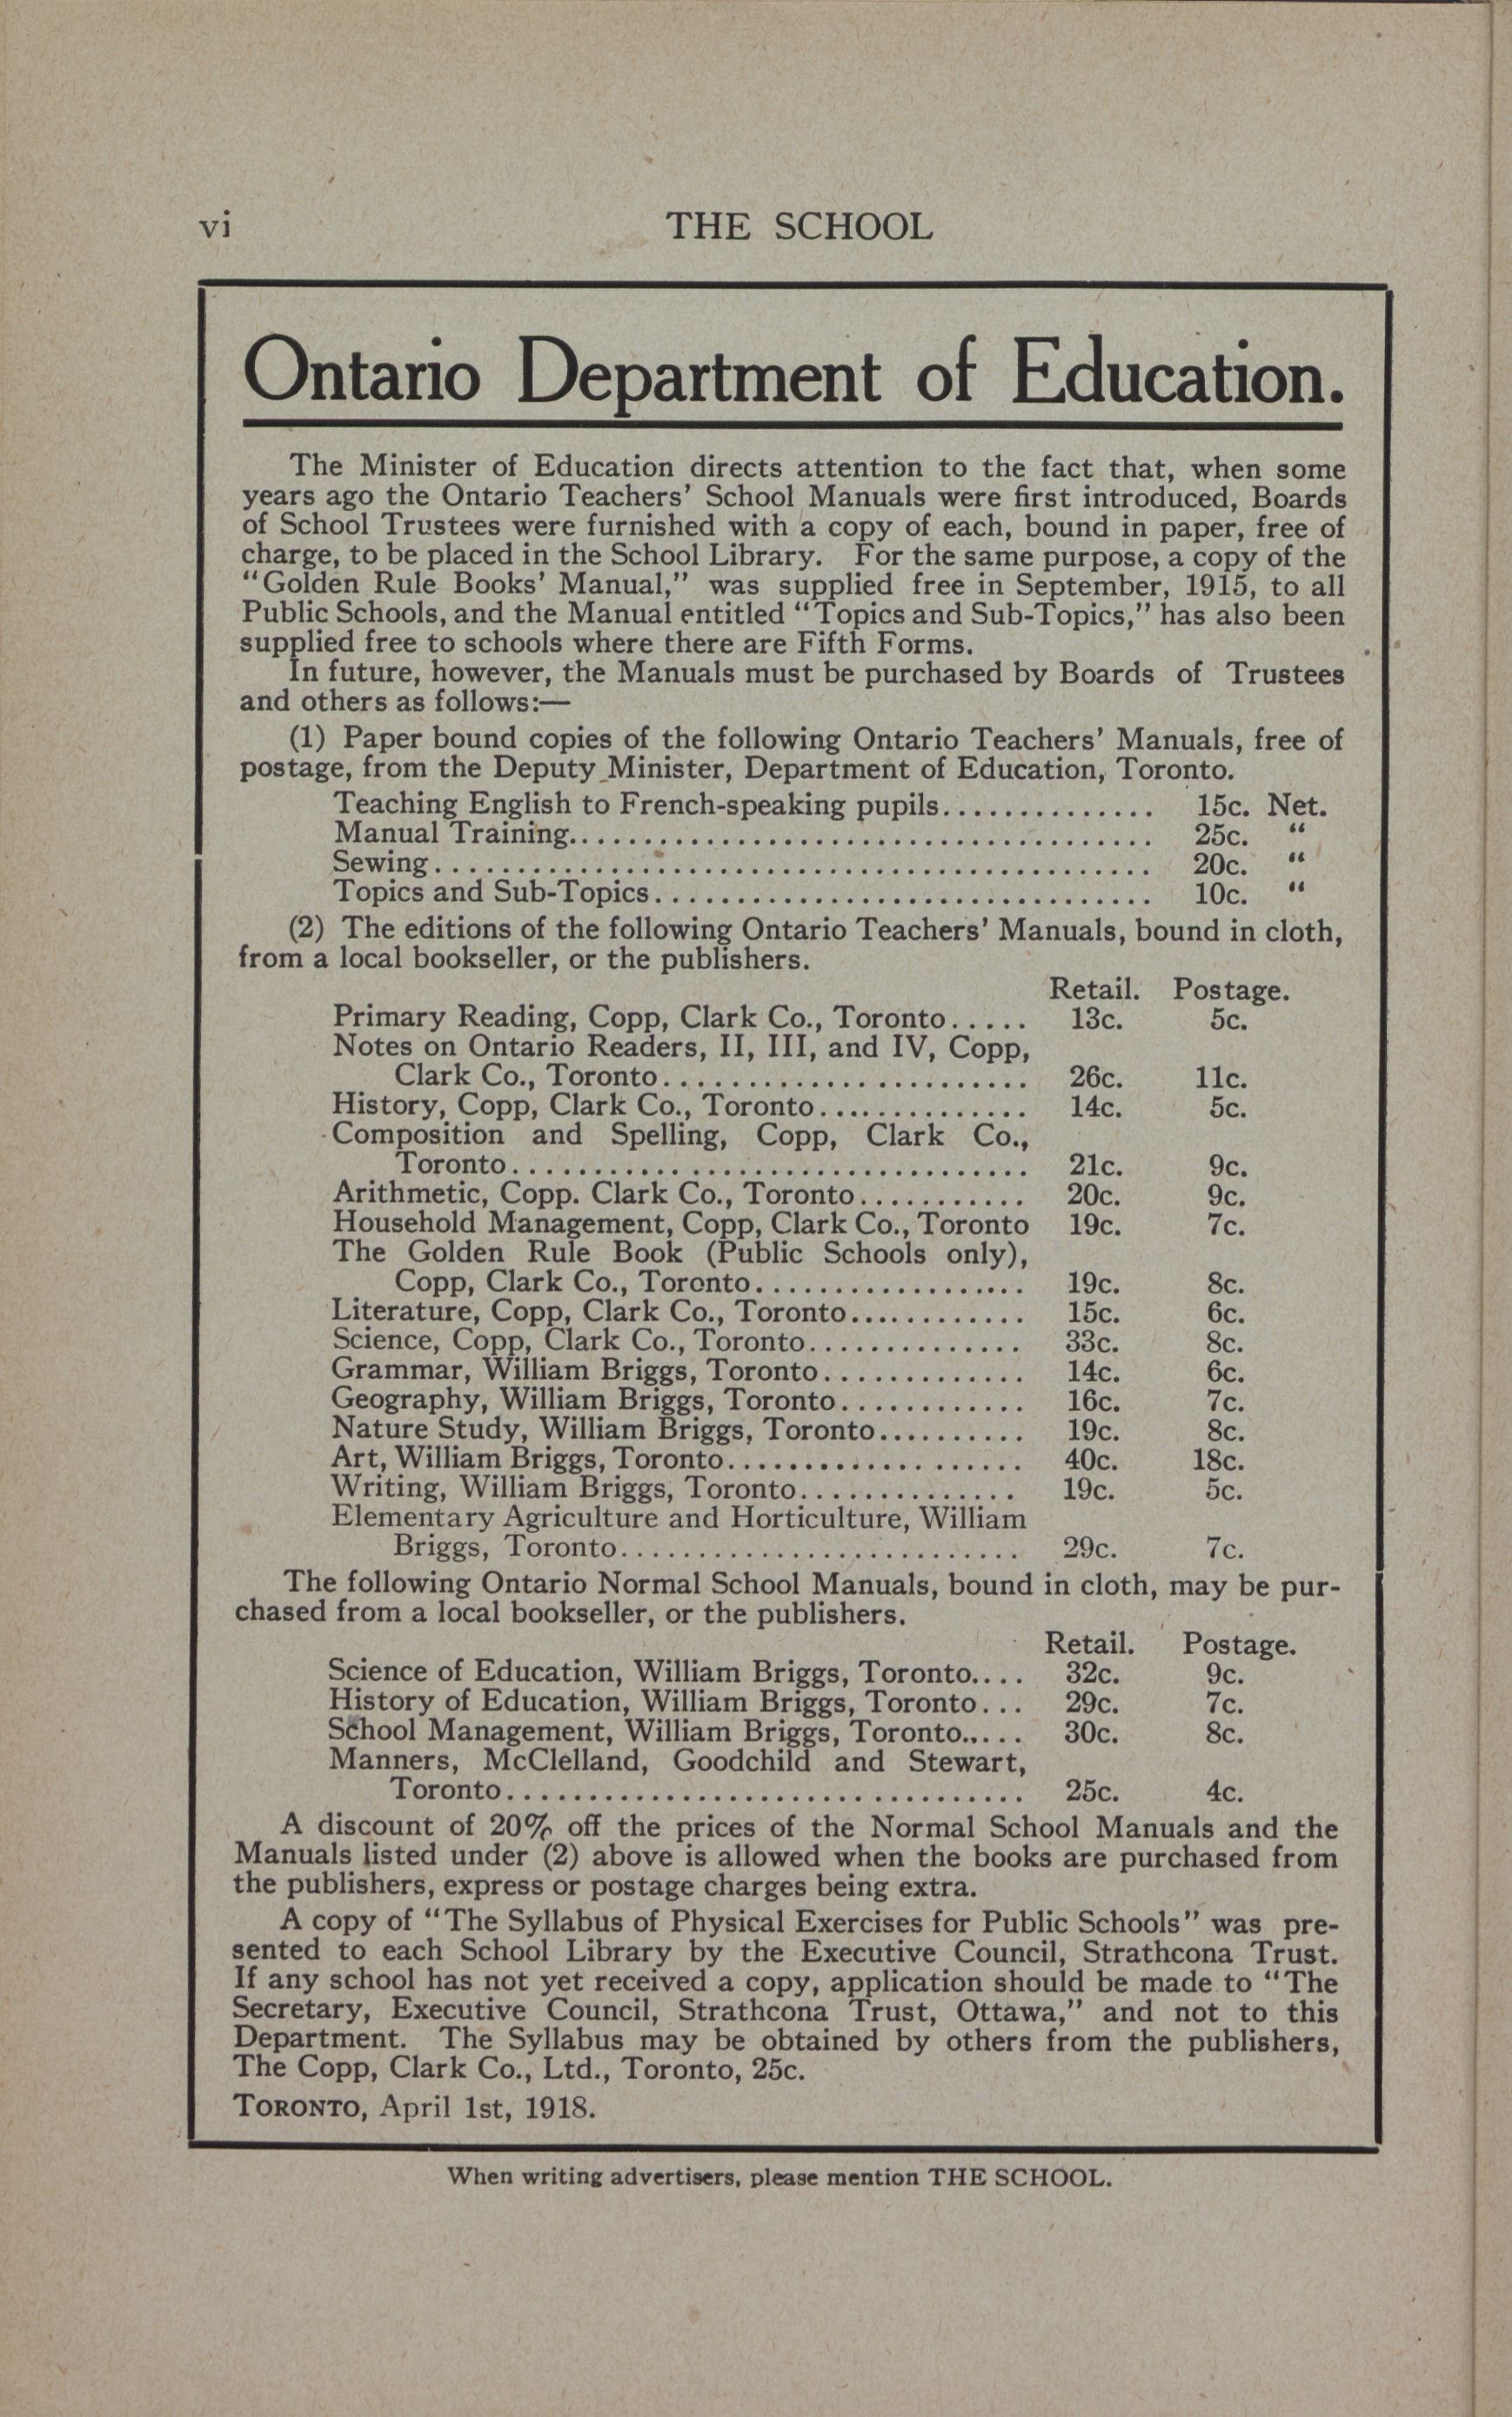 vi
THE SCHOOL
Ontario Department of Education.
The Minister of Education directs attention to the fact that, when some
years ago the Ontario Teachers' School Manuals were first introduced, Boards
of School Trustees were furnished with a copy of each, bound in paper, free of
charge, to be placed in the School Library. For the same purpose, a copy of the
"Golden Rule Books' Manual," was supplied free in September, 1915, to all
Public Schools, and the Manual entitled "Topics and Sub-Topics," has also been
supplied free to schools where there are Fifth Forms.
In future, however, the Manuals must be purchased by Boards of Trustees
and others as follows:—
(1) Paper bound copies of the following Ontario Teachers' Manuals, free of
postage, from the Deputy Minister, Department of Education, Toronto.
Teaching English to French-speaking pupils.............. 15c. Net.
Manual Training.................................... 25c. "
Sewing............................................ 20c. "
Topics and Sub-Topics............................... 10c. "
(2) The editions of the following Ontario Teachers' Manuals, bound in cloth,
from a local bookseller, or the publishers.
Retail. Postage.
Primary Reading, Copp, Clark Co., Toronto..... 13c. 5c.
Notes on Ontario Readers, II, III, and IV, Copp,
Clark Co., Toronto....................... 26c. 11c.
History, Copp, Clark Co., Toronto.............. 14c. 5c.
Composition and Spelling, Copp, Clark Co.,
Toronto................................. 21c. 9c.
Arithmetic, Copp. Clark Co., Toronto........... 20c. 9c.
Household Management, Copp, Clark Co., Toronto 19c. 7c.
The Golden Rule Book (Public Schools only),
Copp, Clark Co., Toronto.................. 19c. 8c.
Literature, Copp, Clark Co., Toronto............ 15c. 6c.
Science, Copp, Clark Co., Toronto.............. 33c. 8c.
Grammar, William Briggs, Toronto............. 14c. 6c.
Geography, William Briggs, Toronto............ 16c. 7c.
Nature Study, William Briggs, Toronto.......... 19c. 8c.
Art, William Briggs, Toronto................... 40c. 18c.
Writing, William Briggs, Toronto.............. 19c. 5c.
Elementary Agriculture and Horticulture, William
Briggs, Toronto.......................... 29c. 7c.
The following Ontario Normal School Manuals, bound in cloth, may be pur-
chased from a local bookseller, or the publishers.
Retail. Postage.
Science of Education, William Briggs, Toronto.... 32c. 9c.
History of Education, William Briggs, Toronto... 29c. 7c.
School Management, William Briggs, Toronto..... 30c. 8c.
Manners, McClelland, Goodchild and Stewart,
Toronto................................. 25c. 4c.
A discount of 20% off the prices of the Normal School Manuals and the
Manuals listed under (2) above is allowed when the books are purchased from
the publishers, express or postage charges being extra.
A copy of "The Syllabus of Physical Exercises for Public Schools" was pre-
sented to each School Library by the Executive Council, Strathcona Trust.
If any school has not yet received a copy, application should be made to "The
Secretary, Executive Council, Strathcona Trust, Ottawa," and not to this
Department. The Syllabus may be obtained by others from the publishers,
The Copp, Clark Co., Ltd., Toronto, 25c.
TORONTO, April 1st, 1918.
When writing advertisers, please mention THE SCHOOL.